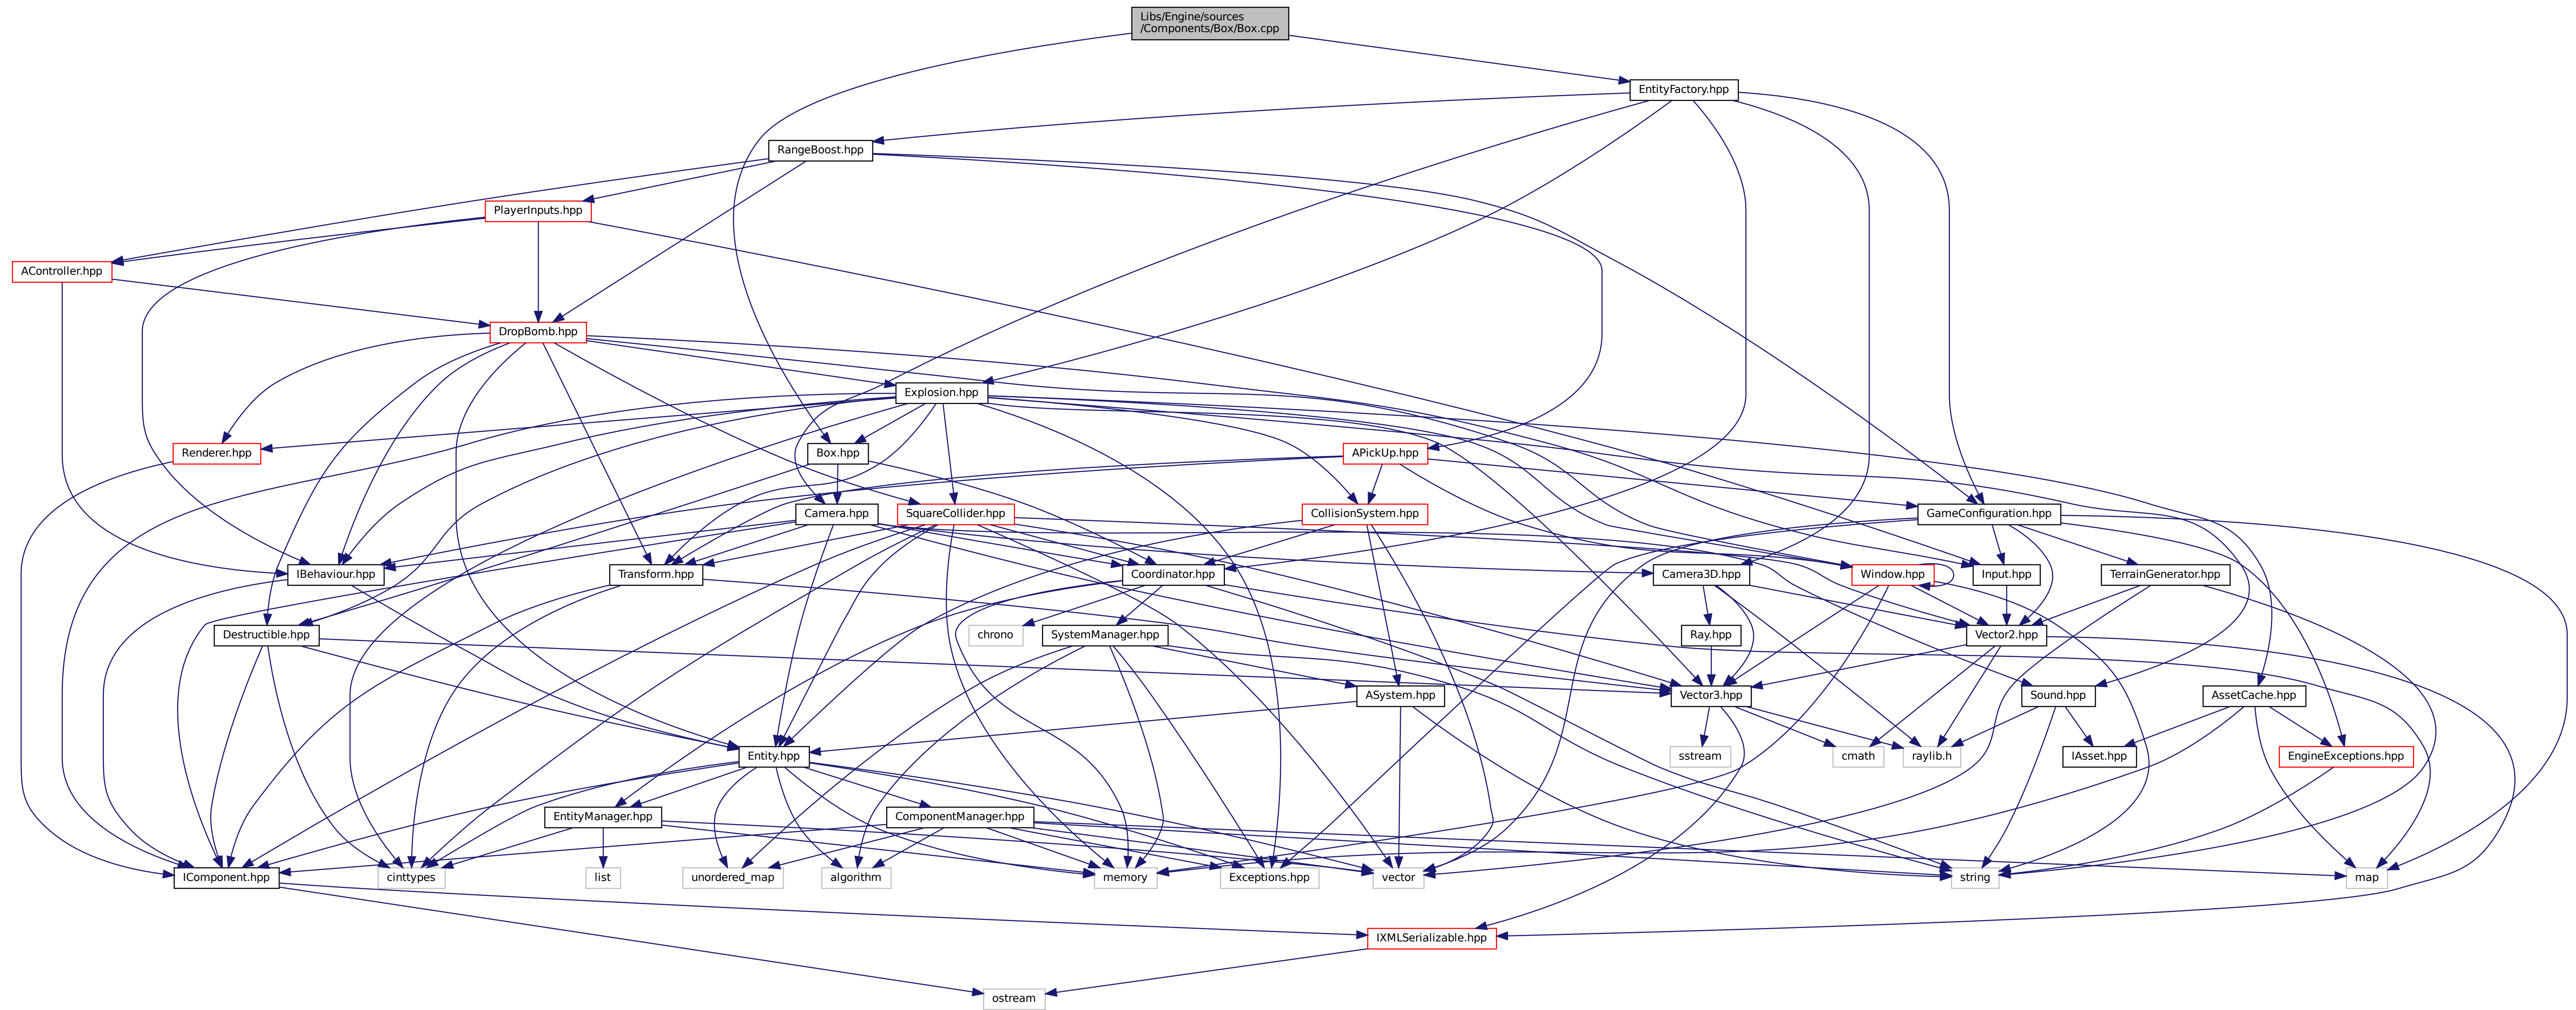 Libs/Engine/sources
/Components/Box/Box.cpp
EntityFactory.hpp
RangeBoost.hpp
PlayerInputs.hpp
AController.hpp
DropBomb.hpp
Explosion.hpp
Renderer.hpp
Box.hpp
APickUp.hpp
Camera.hpp
SquareCollider.hpp
CollisionSystem.hpp
GameConfiguration.hpp
IBehaviour.hpp
Transform.hpp
Coordinator.hpp
Camera3D.hpp
Window.hpp
Input.hpp
TerrainGenerator.hpp
Destructible.hpp
chrono
SystemManager.hpp
Ray.hpp
Vector2.hpp
ASystem.hpp
Vector3.hpp
Sound.hpp
AssetCache.hpp
Entity.hpp
sstream
cmath
raylib.h
IAsset.hpp
EngineExceptions.hpp
EntityManager.hpp
ComponentManager.hpp
IComponent.hpp
cinttypes
list
unordered_map
algorithm
memory
Exceptions.hpp
vector
string
map
IXMLSerializable.hpp
ostream